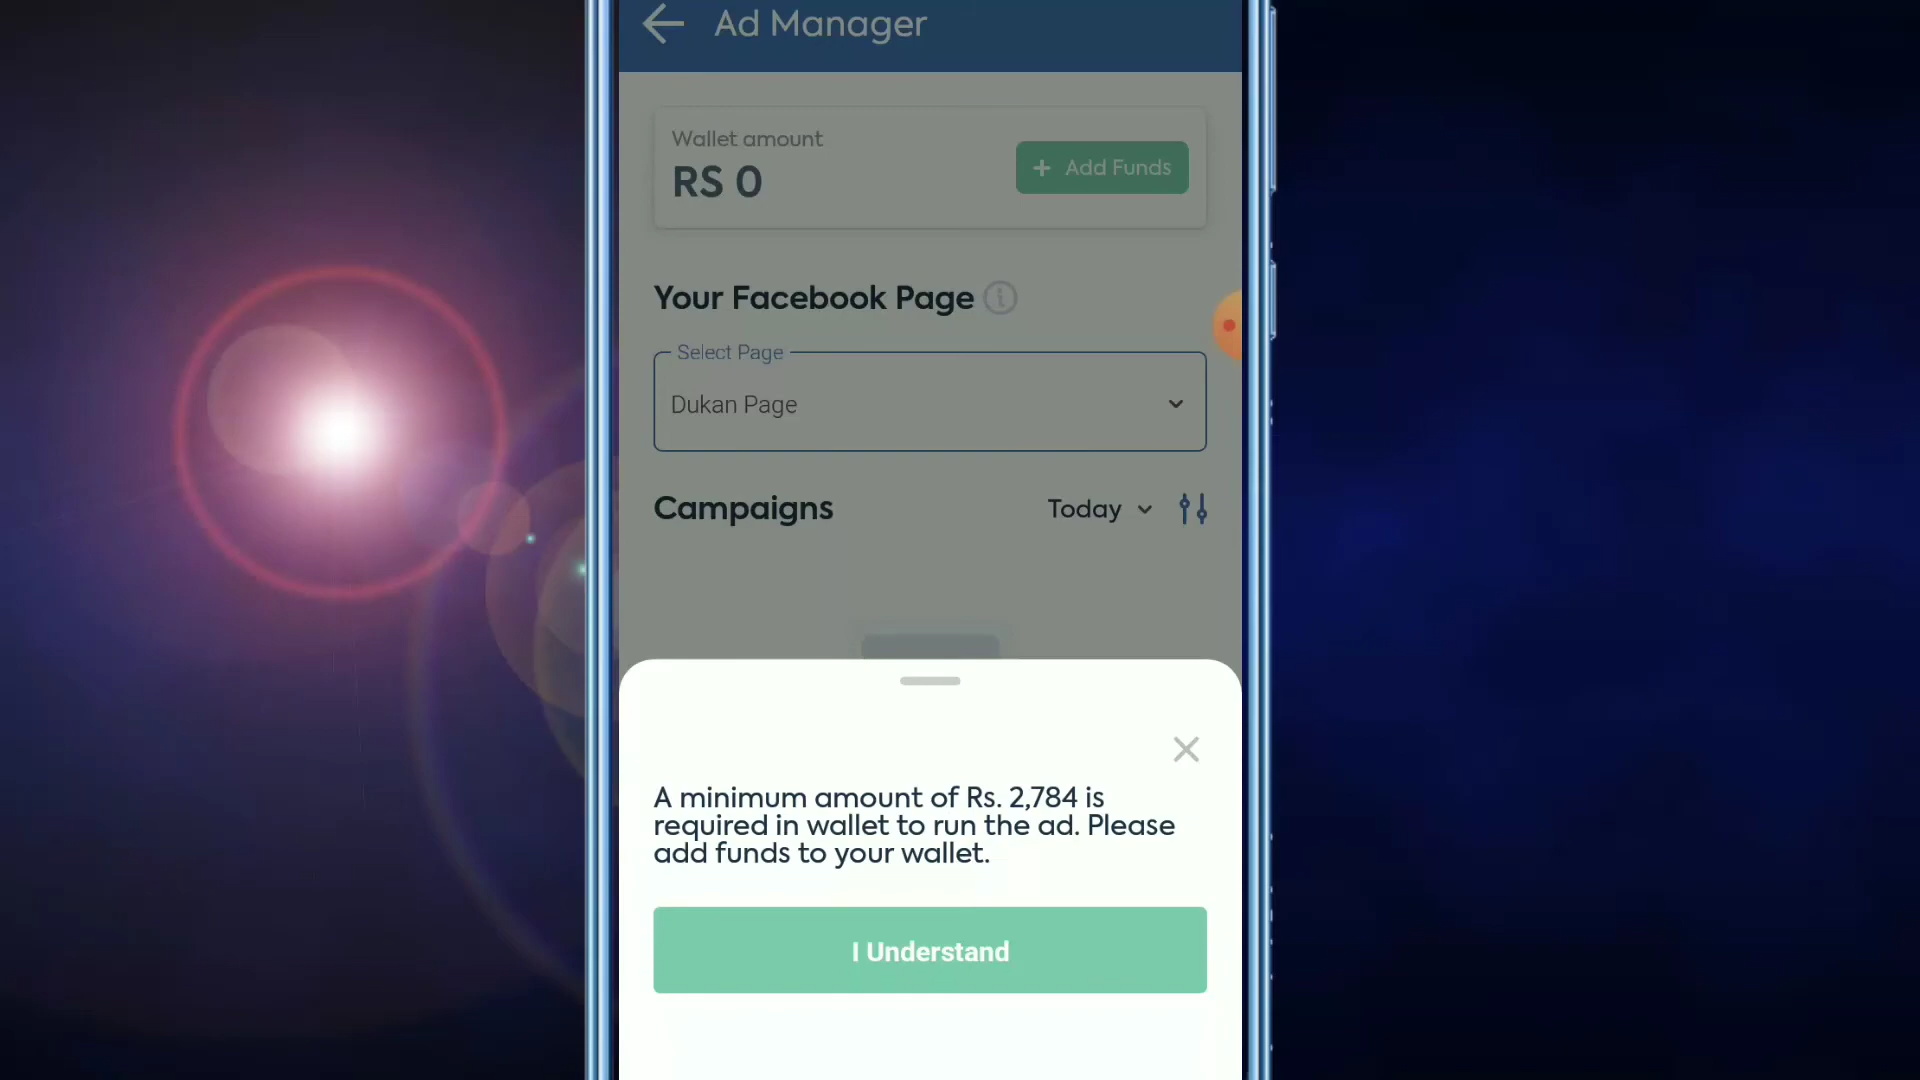 Ad Manager
Wallet amount
RS 0
+ Add Funds
Your Facebook Page
Select Page
Dukan Page
Campaigns
Today
A minimum amount of Rs. 2,784 is
required in wallet to run the ad. Please
add funds to your wallet.
I Understand